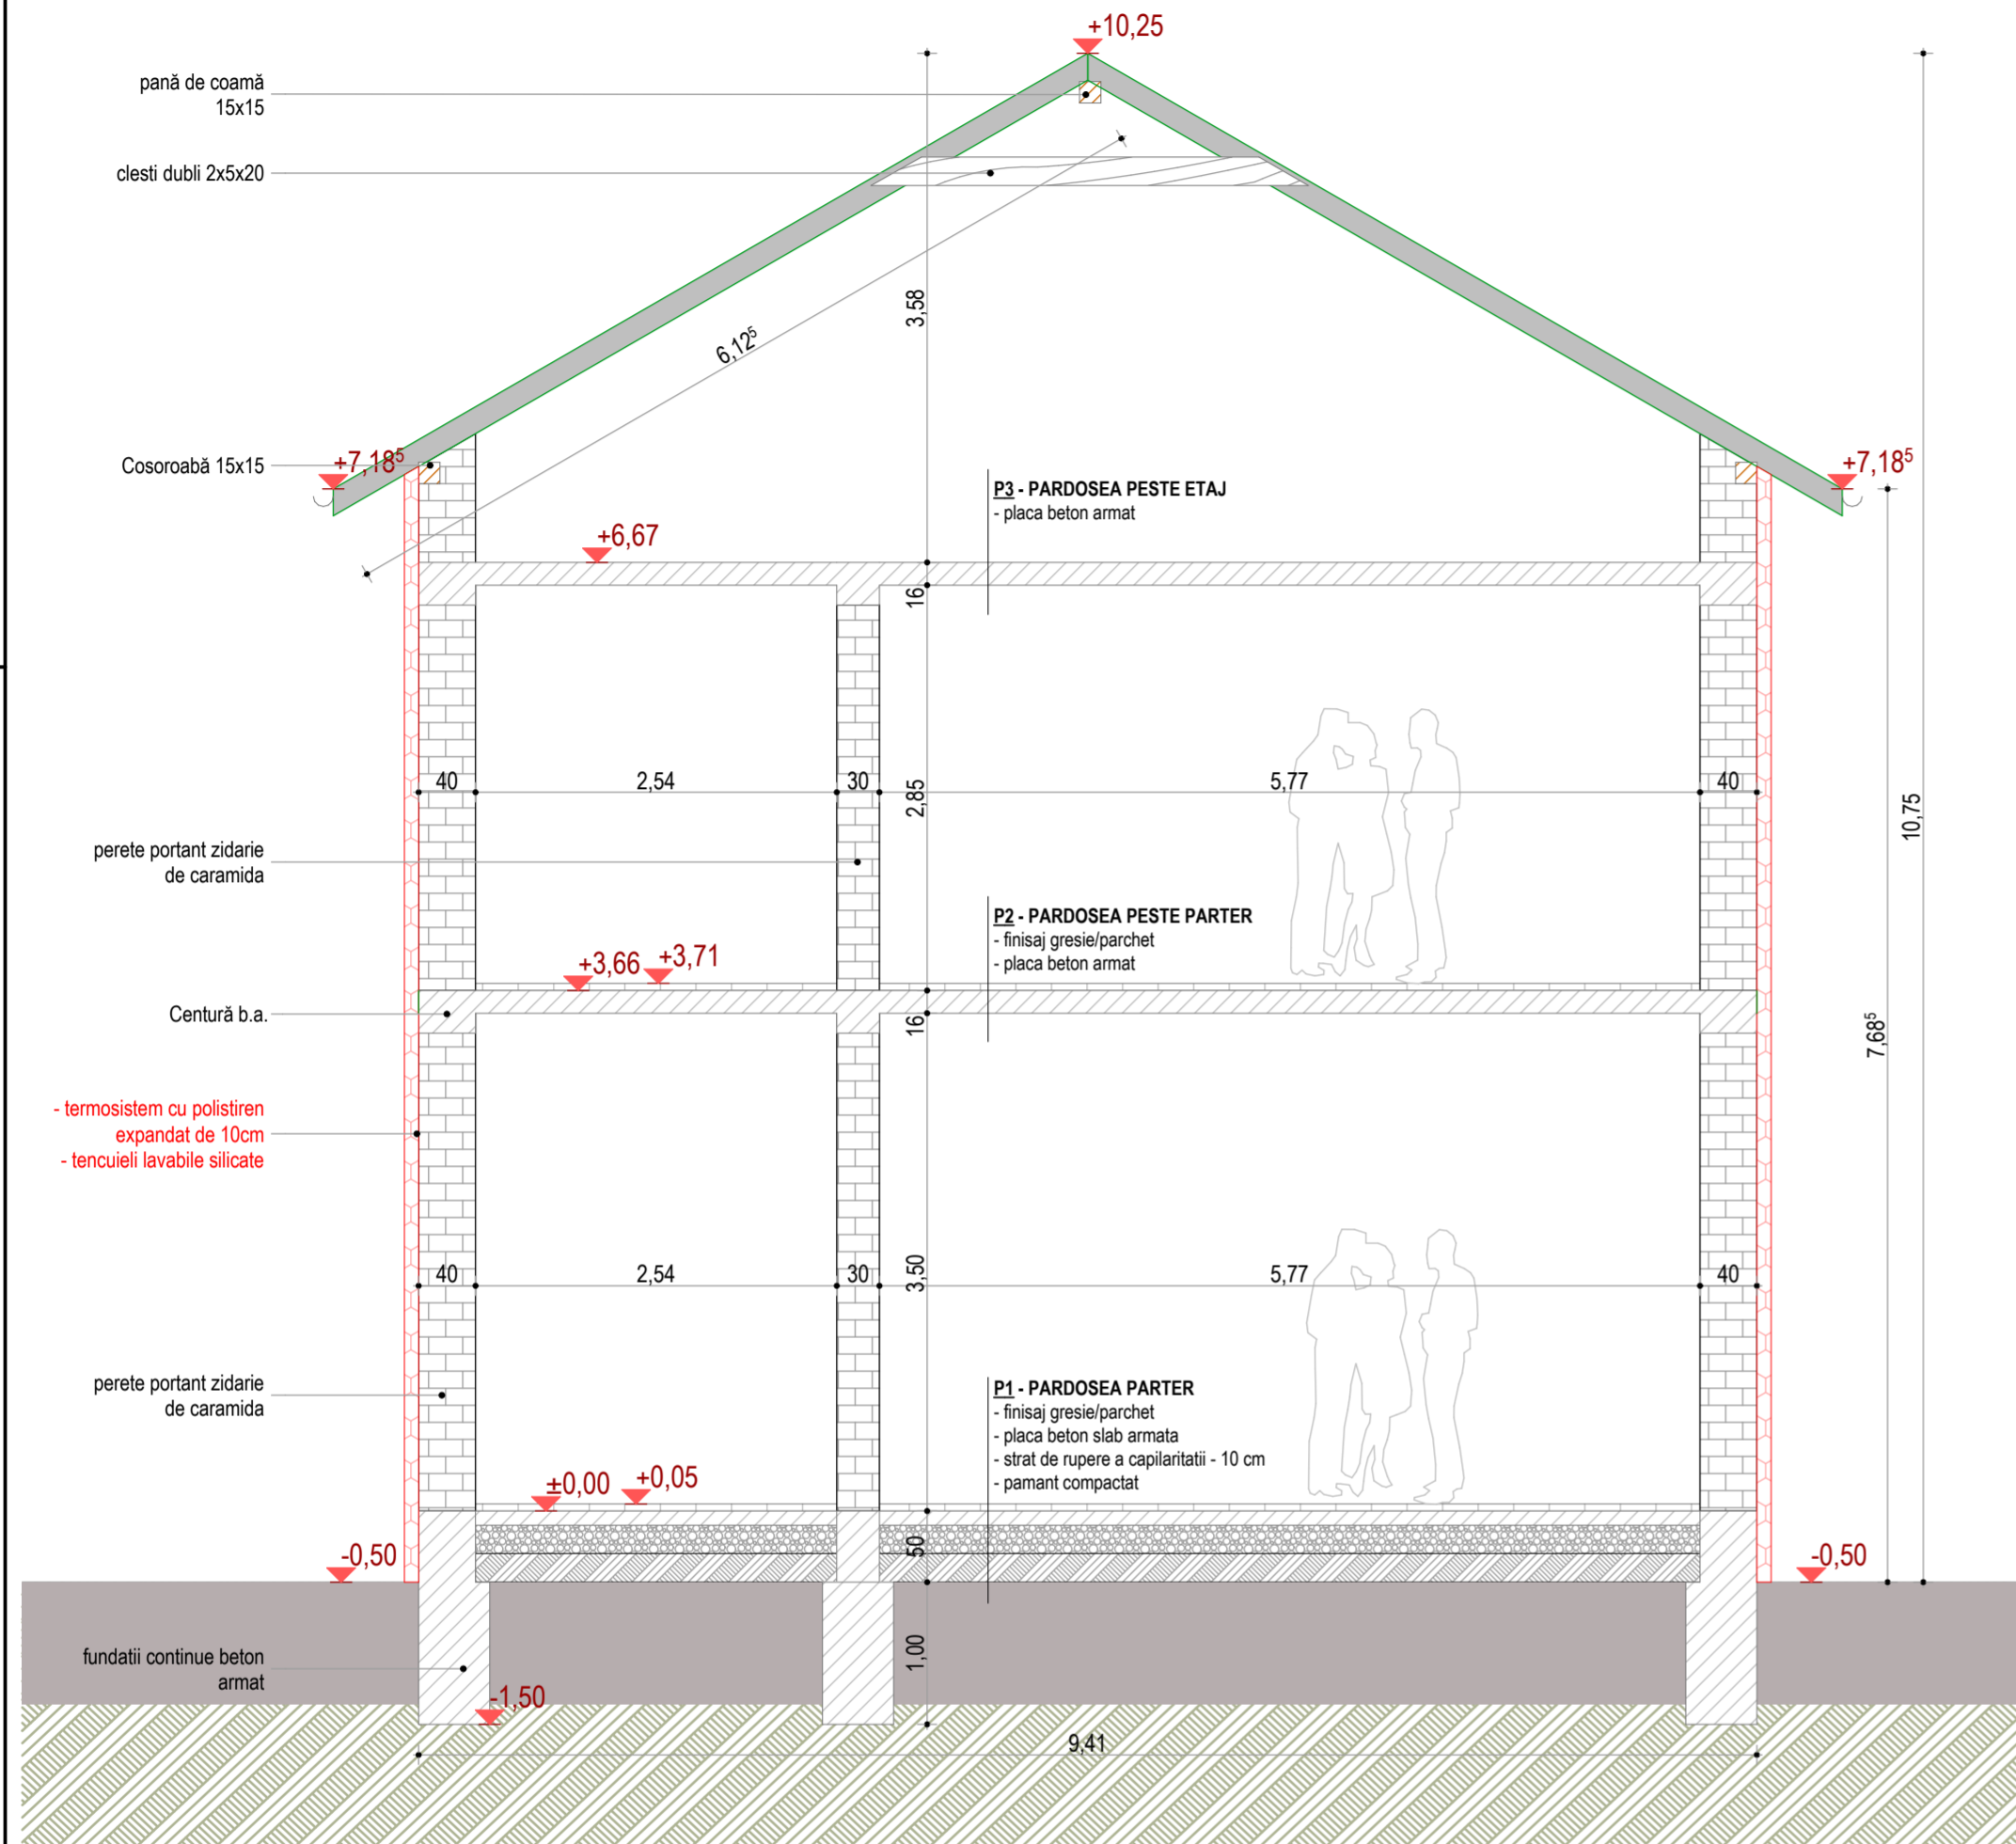 +10,25
pană de coamă
15x15
clesti dubli 2x5x20
3,58
6,12⁵
Cosoroabă 15x15
+7,18⁵
+7,18⁵
P3 - PARDOSEA PESTE ETAJ
- placa beton armat
+6,67
16
40
2,54
30
2,85
5,77
40
10,75
perete portant zidarie
de caramida
P2 - PARDOSEA PESTE PARTER
- finisaj gresie/parchet
- placa beton armat
+3,66
+3,71
Centură b.a.
16
7,68⁵
- termosistem cu polistiren
expandat de 10cm
- tencuieli lavabile silicate
40
2,54
30
3,50
5,77
40
perete portant zidarie
de caramida
P1 - PARDOSEA PARTER
- finisaj gresie/parchet
- placa beton slab armata
- strat de rupere a capilaritatii - 10 cm
- pamant compactat
±0,00
+0,05
50
-0,50
-0,50
fundatii continue beton
armat
1,00
-1,50
9,41